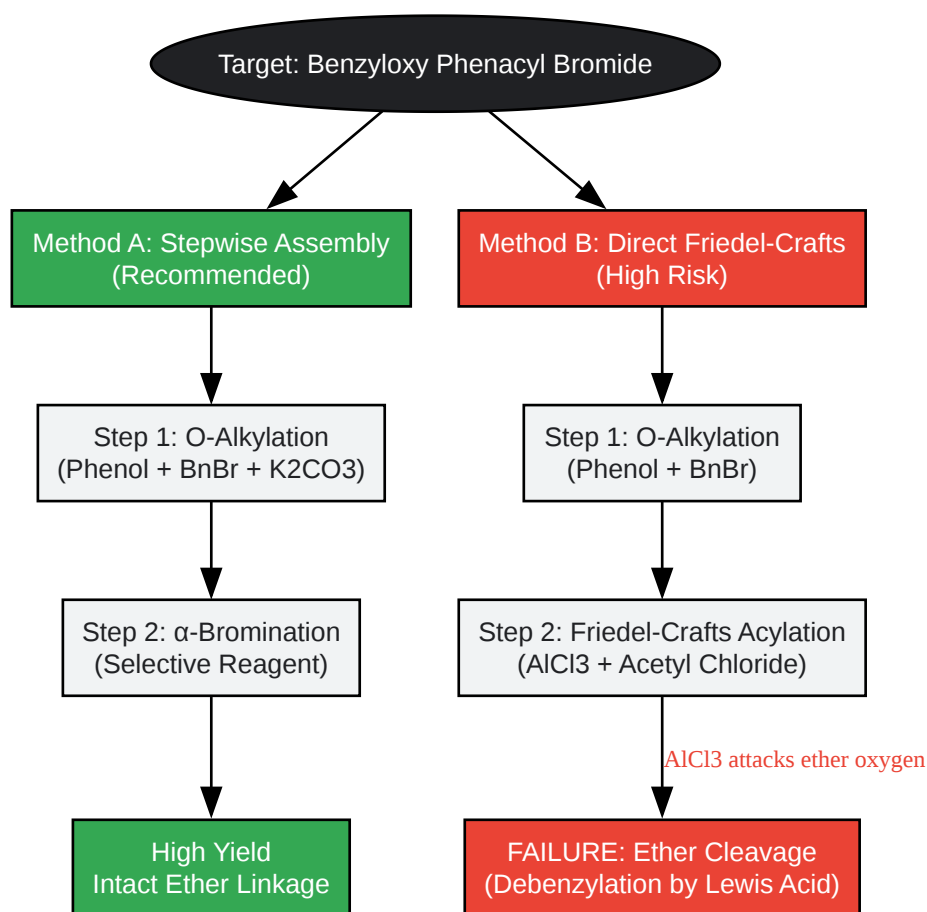 Target: Benzyloxy Phenacyl Bromide
Method A: Stepwise Assembly
(Recommended)
Method B: Direct Friedel-Crafts
(High Risk)
Step 1: O-Alkylation
(Phenol + BnBr + K2CO3)
Step 1: O-Alkylation
(Phenol + BnBr)
Step 2: α-Bromination
(Selective Reagent)
Step 2: Friedel-Crafts Acylation
(AlCl3 + Acetyl Chloride)
AlCl3 attacks ether oxygen
High Yield
Intact Ether Linkage
FAILURE: Ether Cleavage
(Debenzylation by Lewis Acid)